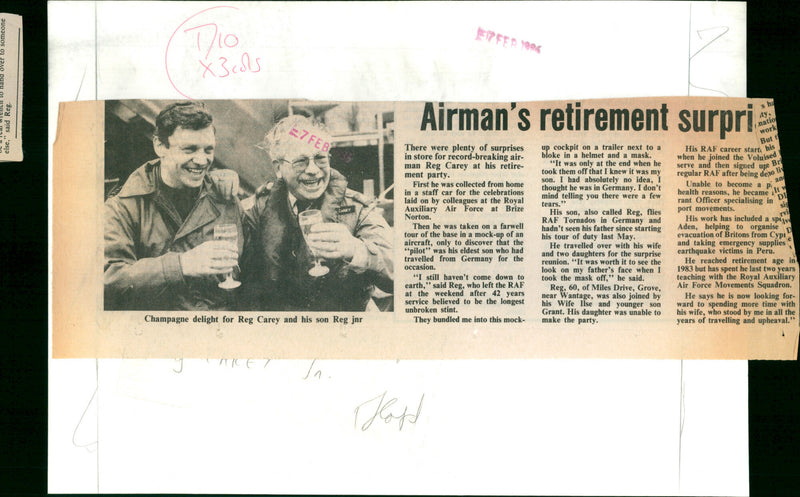 to hand over to someone
else," said Reg.
T/10
X3cols
27 FEB 1986
Airman's retirement surpri
27 FEB
There were plenty of surprises
in store for record-breaking air-
man Reg Carey at his retire-
ment party.
First he was collected from home
in a staff car for the celebrations
laid on by colleagues at the Royal
Auxiliary Air Force at Brize
Norton.
Then he was taken on a farwell
tour of the base in a mock-up of an
aircraft, only to discover that the
"pilot" was his eldest son who had
travelled from Germany for the
occasion.
"I still haven't come down to
earth," said Reg, who left the RAF
at the weekend after 42 years
service believed to be the longest
unbroken stint.
They bundled me into this mock-
up cockpit on a trailer next to a
bloke in a helmet and a mask.
"It was only at the end when he
took them off that I knew it was my
son. I had absolutely no idea, I
thought he was in Germany. I don't
mind telling you there were a few
tears."
His son, also called Reg, flies
RAF Tornados in Germany and
hadn't seen his father since starting
his tour of duty last May.
He travelled over with his wife
and two daughters for the surprise
reunion. "It was worth it to see the
look on my father's face when I
took the mask off," he said.
Reg, 60, of Miles Drive, Grove,
near Wantage, was also joined by
his Wife Ilse and younger son
Grant. His daughter was unable to
make the party.
His RAF career start
when he joined the Volu
serve and then signed
regular RAF after being
Unable to become a p
health reasons, he became
rant Officer specialising in
port movements.
His work has included a
Aden, helping to organise
evacuation of Britons from Cyp
and taking emergency supplies
earthquake victims in Peru.
He reached retirement age in
1983 but has spent he last two years
teaching with the Royal Auxiliary
Air Force Movements Squadron.
He says he is now looking for-
ward to spending more time with
his wife, who stood by me in all the
years of travelling and upheaval."
Champagne delight for Reg Carey and his son Reg jnr
CAREY Jn.